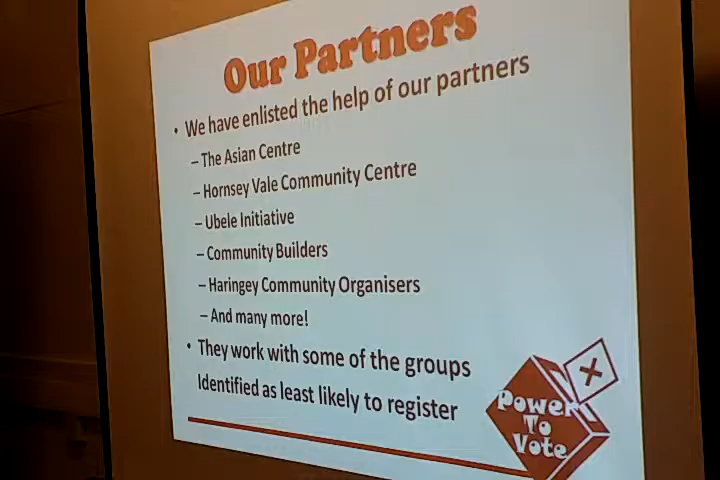 Our Partners
• We have enlisted the help of our partners
– The Asian Centre
– Hornsey Vale Community Centre
– Ubele Initiative
– Community Builders
– Haringey Community Organisers
– And many more!
• They work with some of the groups
Identified as least likely to register
Power
To
Vote